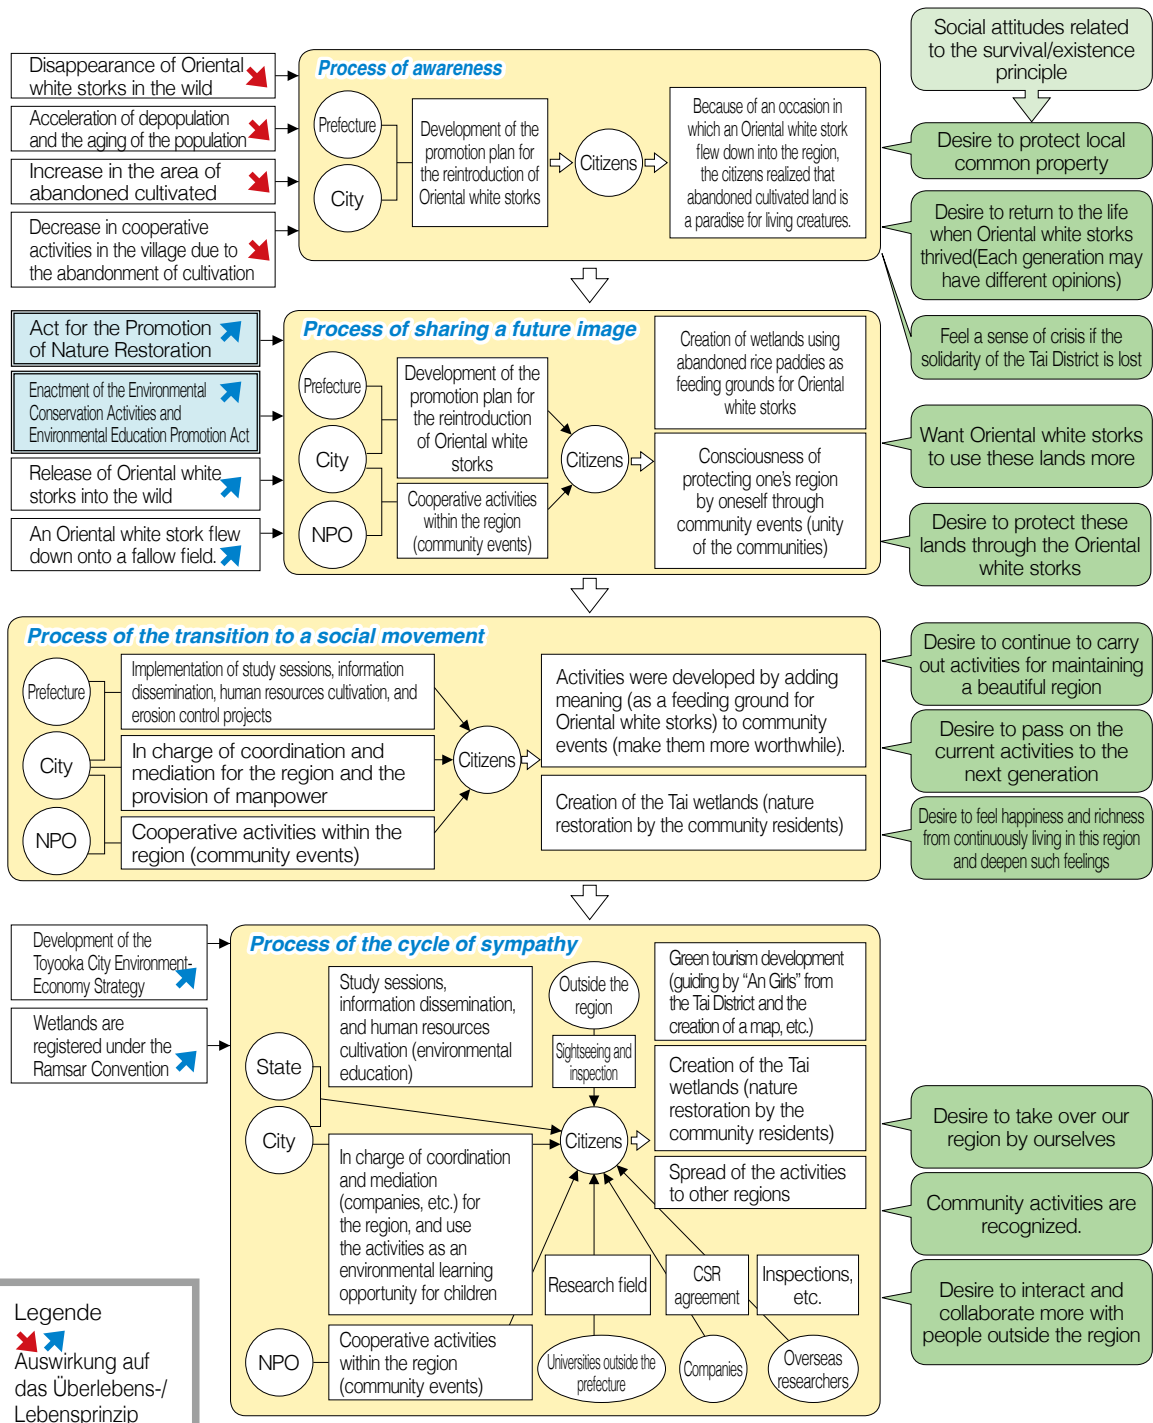 Social attitudes related
to the survival/existence
principle
Disappearance of Oriental
white storks in the wild
Acceleration of depopulation
and the aging of the population
Increase in the area of
abandoned cultivated
Decrease in cooperative
activities in the village due to
the abandonment of cultivation
Process of awareness
Prefecture
City
Development of the
promotion plan for
the reintroduction of
Oriental white storks
Citizens
Because of an occasion in
which an Oriental white stork
flew down into the region,
the citizens realized that
abandoned cultivated land is
a paradise for living creatures.
Desire to protect local
common property
Desire to return to the life
when Oriental white storks
thrived(Each generation may
have different opinions)
Feel a sense of crisis if the
solidarity of the Tai District is lost
Act for the Promotion
of Nature Restoration
Enactment of the Environmental
Conservation Activities and
Environmental Education Promotion Act
Release of Oriental white
storks into the wild
An Oriental white stork flew
down onto a fallow field.
Process of sharing a future image
Prefecture
City
NPO
Development of the
promotion plan for
the reintroduction
of Oriental white
storks
Cooperative activities
within the region
(community events)
Citizens
Creation of wetlands using
abandoned rice paddies as
feeding grounds for Oriental
white storks
Consciousness of
protecting one's region
by oneself through
community events (unity
of the communities)
Want Oriental white storks
to use these lands more
Desire to protect these
lands through the Oriental
white storks
Process of the transition to a social movement
Prefecture
City
NPO
Implementation of study sessions, information
dissemination, human resources cultivation, and
erosion control projects
In charge of coordination and
mediation for the region and the
provision of manpower
Cooperative activities within the
region (community events)
Citizens
Activities were developed by adding
meaning (as a feeding ground for
Oriental white storks) to community
events (make them more worthwhile).
Creation of the Tai wetlands (nature
restoration by the community residents)
Desire to continue to carry
out activities for maintaining
a beautiful region
Desire to pass on the
current activities to the
next generation
Desire to feel happiness and richness
from continuously living in this region
and deepen such feelings
Development of the
Toyooka City Environment-
Economy Strategy
Wetlands are
registered under the
Ramsar Convention
Process of the cycle of sympathy
State
City
NPO
Study sessions,
information dissemination,
and human resources
cultivation (environmental
education)
In charge of coordination
and mediation
(companies, etc.) for
the region, and use
the activities as an
environmental learning
opportunity for children
Cooperative activities
within the region
(community events)
Outside the
region
Sightseeing and
inspection
Citizens
Research field
CSR
agreement
Inspections,
etc.
Universities outside the
prefecture
Companies
Overseas
researchers
Green tourism development
(guiding by “An Girls” from
the Tai District and the
creation of a map, etc.)
Creation of the Tai
wetlands (nature
restoration by the
community residents)
Spread of the activities
to other regions
Desire to take over our
region by ourselves
Community activities are
recognized.
Desire to interact and
collaborate more with
people outside the region
Legende
Auswirkung auf
das Überlebens-/
Lebensprinzip